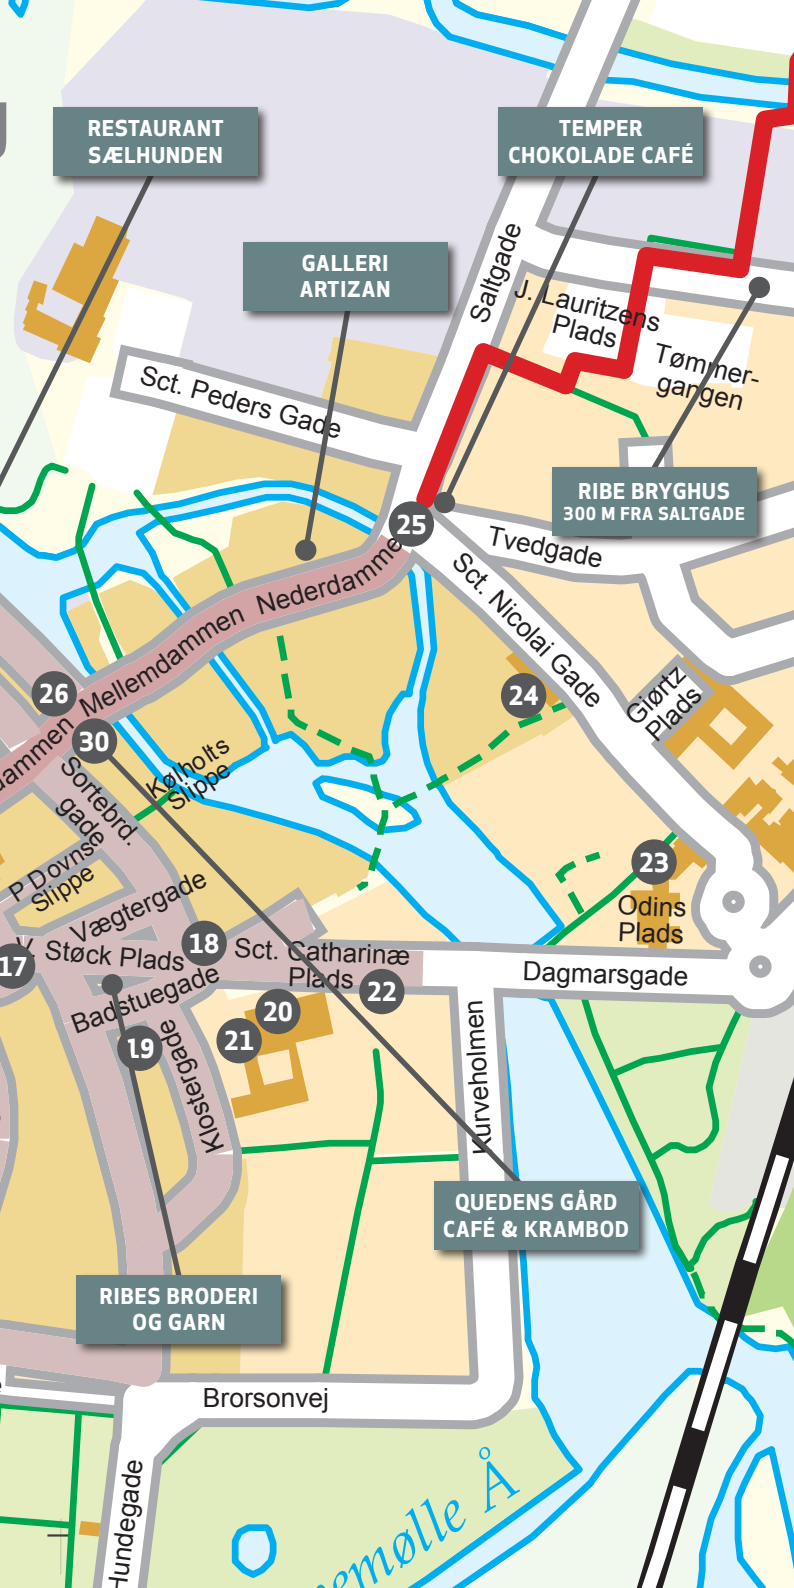 RESTAURANT
SÆLHUNDEN
TEMPER
CHOKOLADE CAFÉ
GALLERI
ARTIZAN
Saltgade
J. Lauritzens
Plads
Tømmer-
gangen
Sct. Peders Gade
RIBE BRYGHUS
300 M FRA SALTGADE
25
Tvedgade
Nederdammen
Mellemdammen
Sct. Nicolai Gade
26
24
30
Giørtz
Plads
Kølholts
Slippe
Sortebrd.
gade
P Dovns
Slippe
23
Odins
Plads
Vægtergade
18
V. Støck Plads
17
Sct. Catharinæ
Plads
Dagmarsgade
22
Badstuegade
20
21
19
Klostergade
Kurveholmen
QUEDENS GÅRD
CAFÉ & KRAMBOD
RIBES BRODERI
OG GARN
Brorsonvej
Hundegade
emølle Å